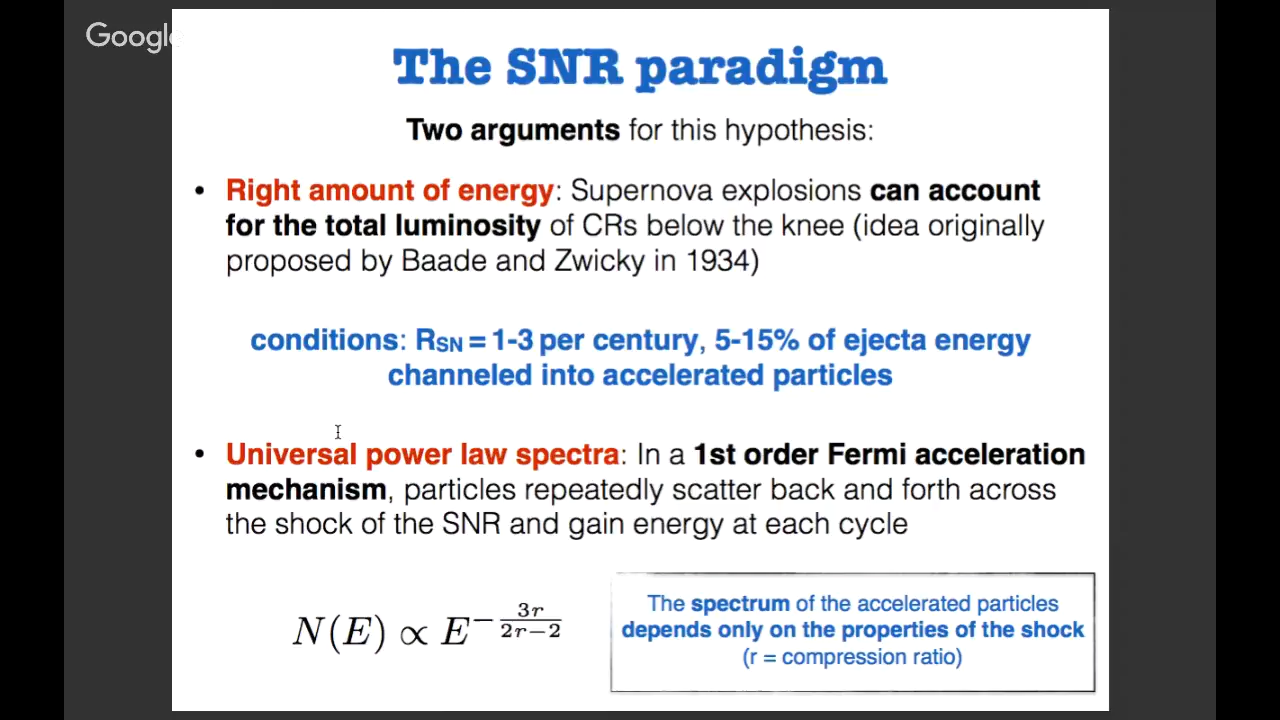 Google
The SNR paradigm
Two arguments for this hypothesis:
• Right amount of energy: Supernova explosions can account
for the total luminosity of CRs below the knee (idea originally
proposed by Baade and Zwicky in 1934)
conditions: RSN = 1-3 per century, 5-15% of ejecta energy
channeled into accelerated particles
• Universal power law spectra: In a 1st order Fermi acceleration
mechanism, particles repeatedly scatter back and forth across
the shock of the SNR and gain energy at each cycle
N(E) ∝ E^{-\frac{3r}{2r-2}}
The spectrum of the accelerated particles
depends only on the properties of the shock
(r = compression ratio)